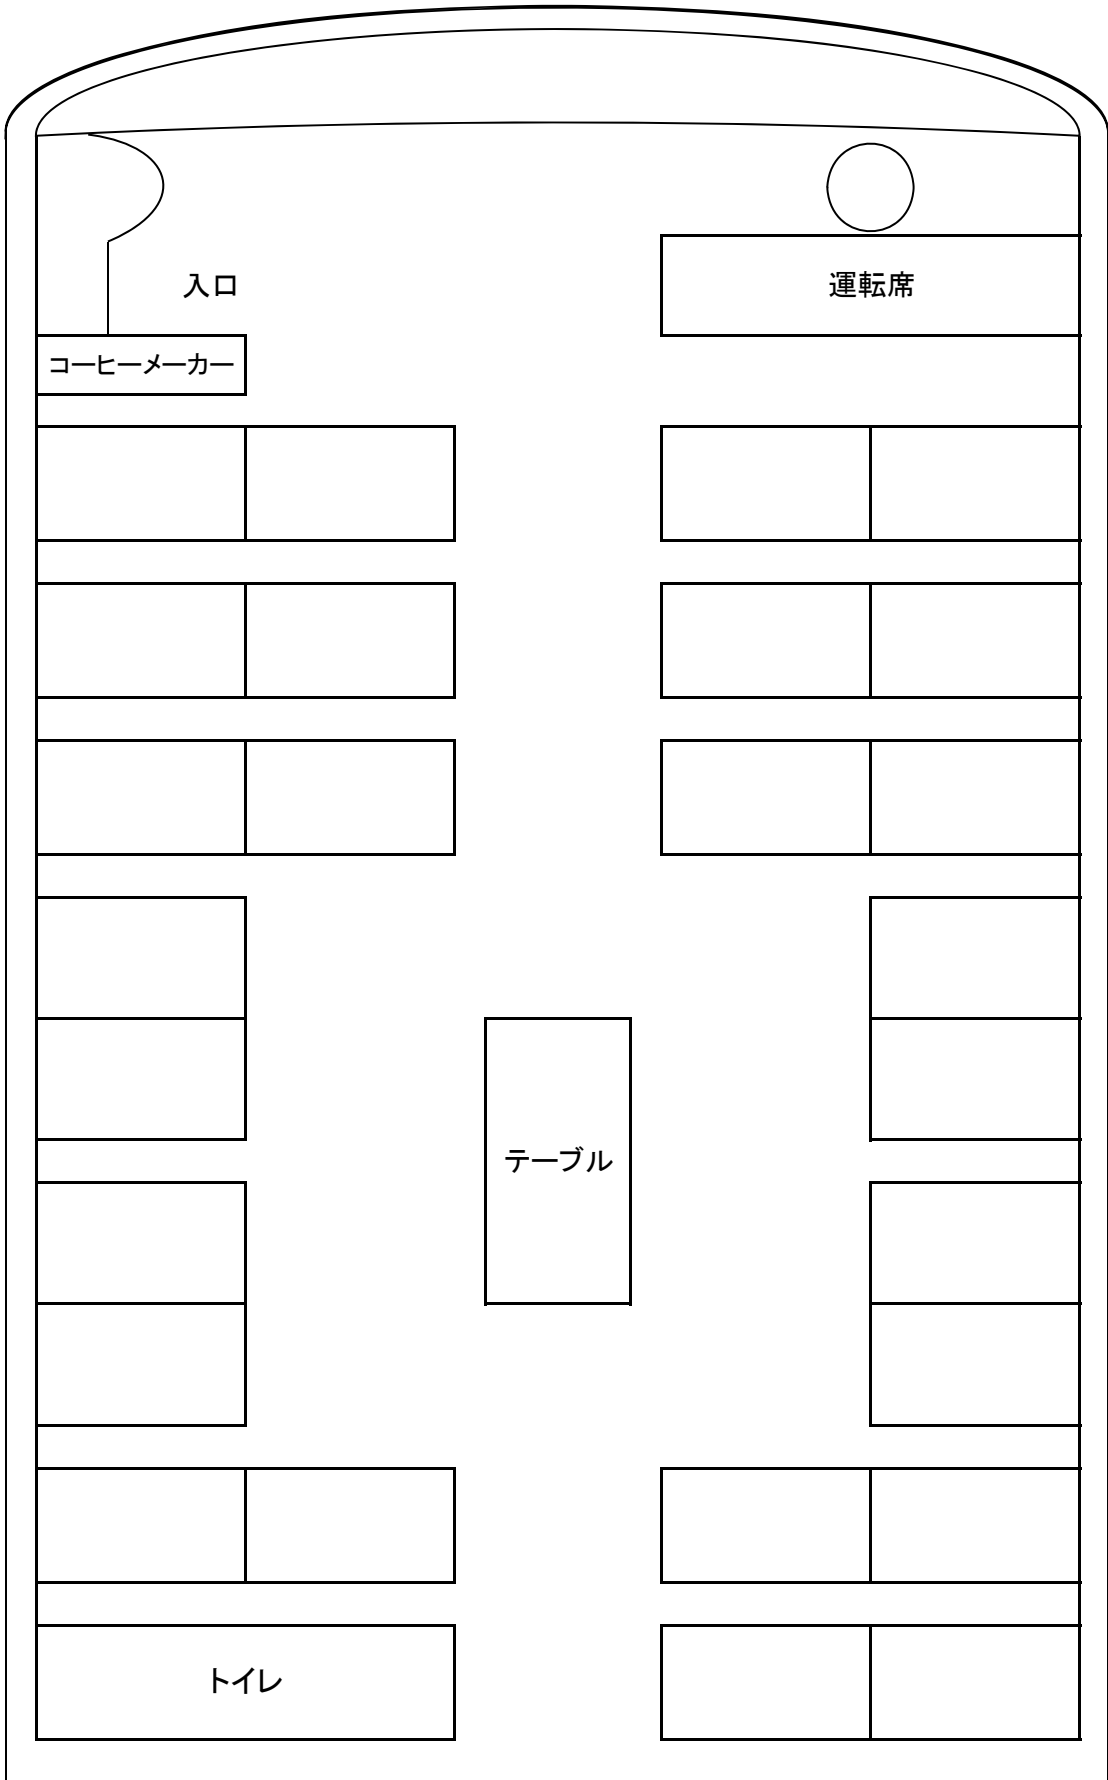 入口
運転席
コーヒーメーカー
テーブル
トイレ